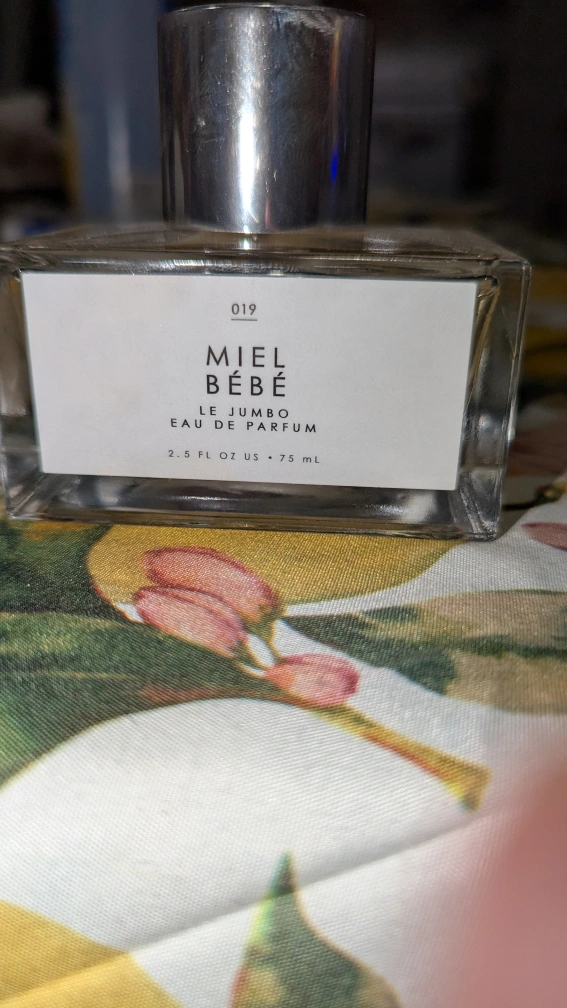 019
MIEL
BÉBÉ
LE JUMBO
EAU DE PARFUM
2.5 FL OZ US • 75 mL